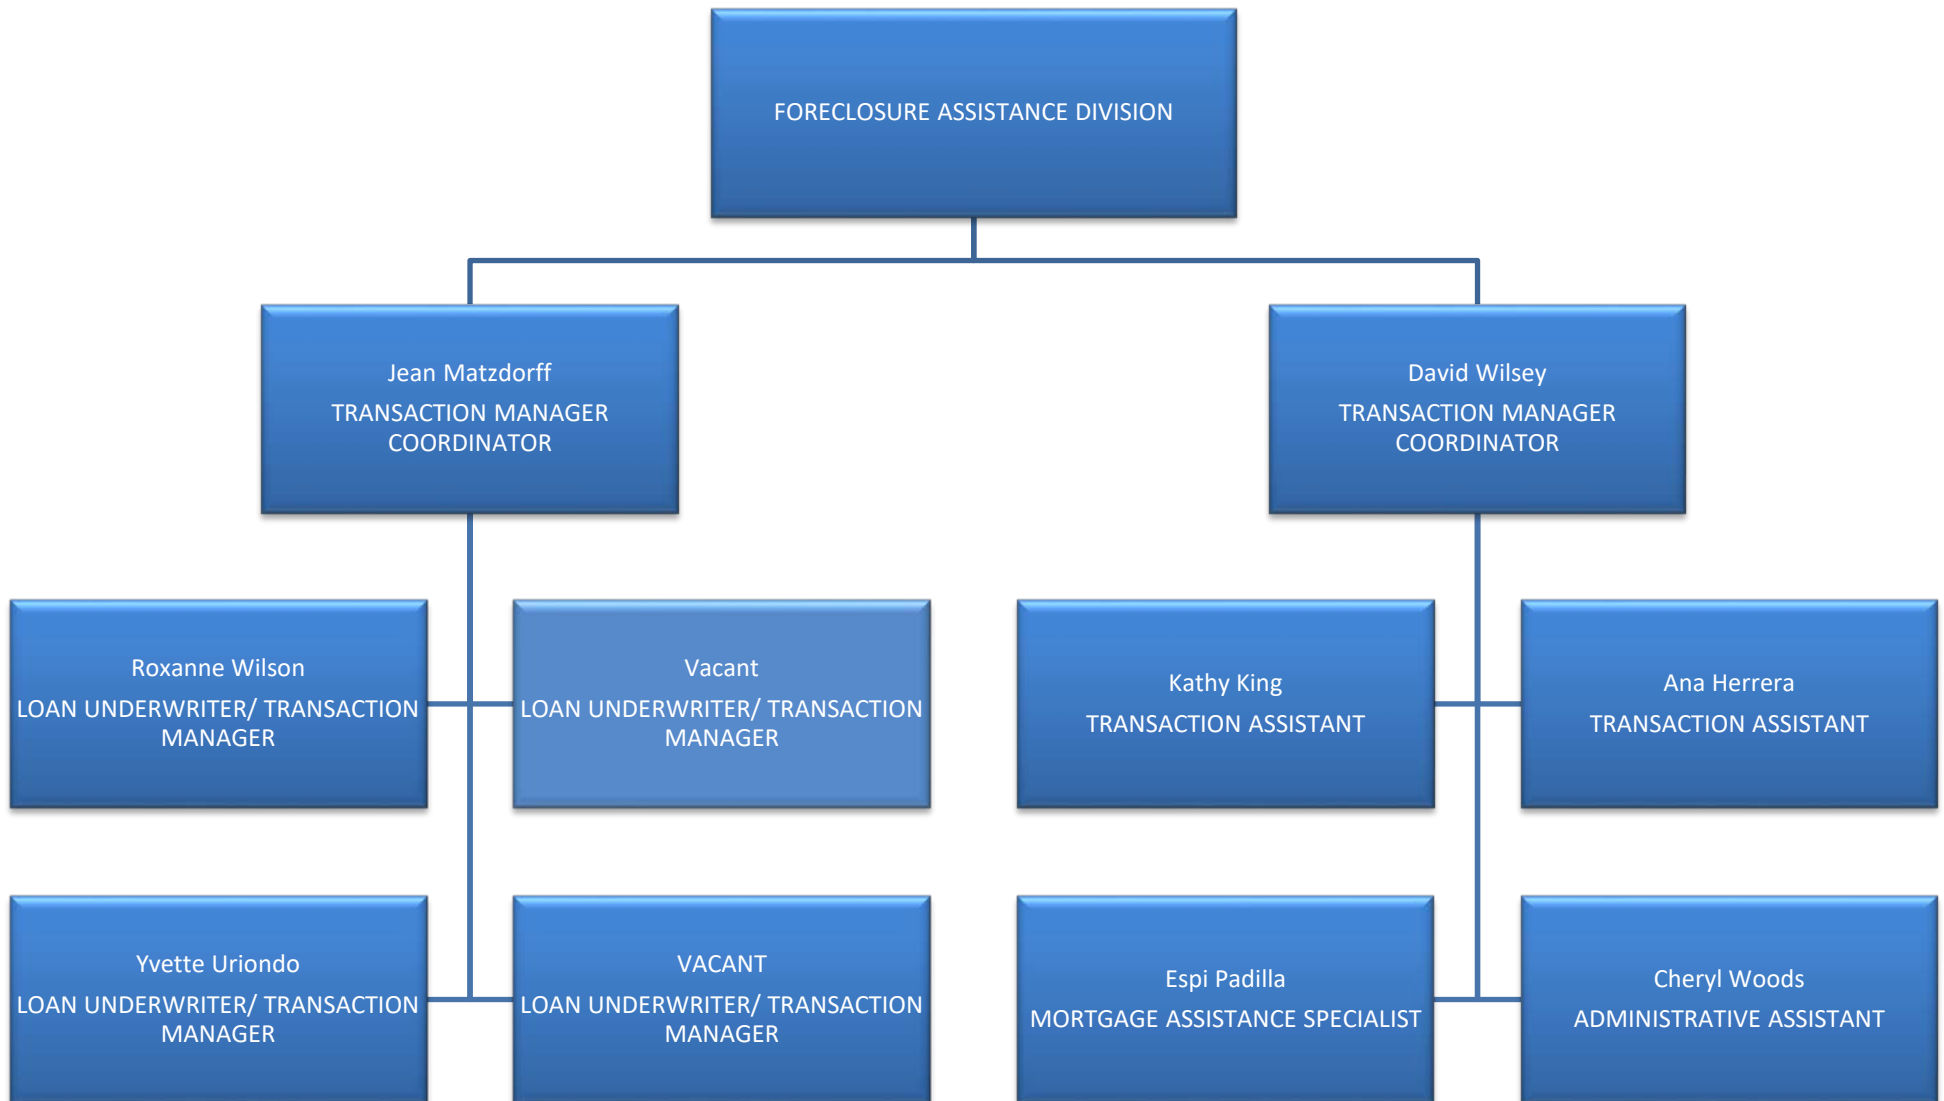 FORECLOSURE ASSISTANCE DIVISION
Jean Matzdorff
TRANSACTION MANAGER
COORDINATOR
David Wilsey
TRANSACTION MANAGER
COORDINATOR
Roxanne Wilson
LOAN UNDERWRITER/ TRANSACTION
MANAGER
Vacant
LOAN UNDERWRITER/ TRANSACTION
MANAGER
Kathy King
TRANSACTION ASSISTANT
Ana Herrera
TRANSACTION ASSISTANT
Yvette Uriondo
LOAN UNDERWRITER/ TRANSACTION
MANAGER
VACANT
LOAN UNDERWRITER/ TRANSACTION
MANAGER
Espi Padilla
MORTGAGE ASSISTANCE SPECIALIST
Cheryl Woods
ADMINISTRATIVE ASSISTANT